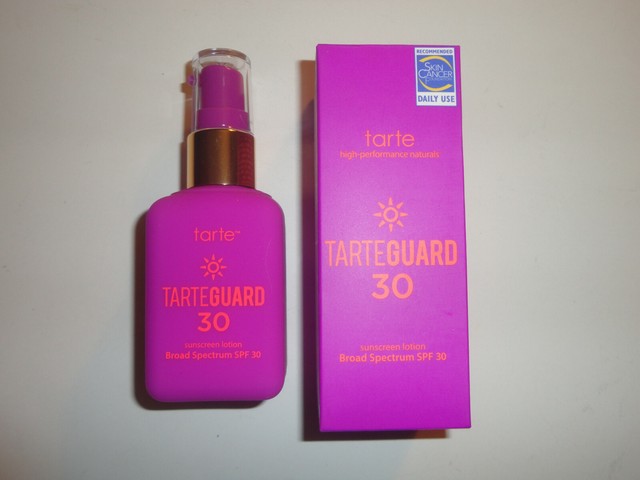 tarte™
TARTEGUARD
30
sunscreen lotion
Broad Spectrum SPF 30
RECOMMENDED
SKIN
CANCER
DAILY USE
tarte
high-performance naturals
TARTEGUARD
30
sunscreen lotion
Broad Spectrum SPF 30